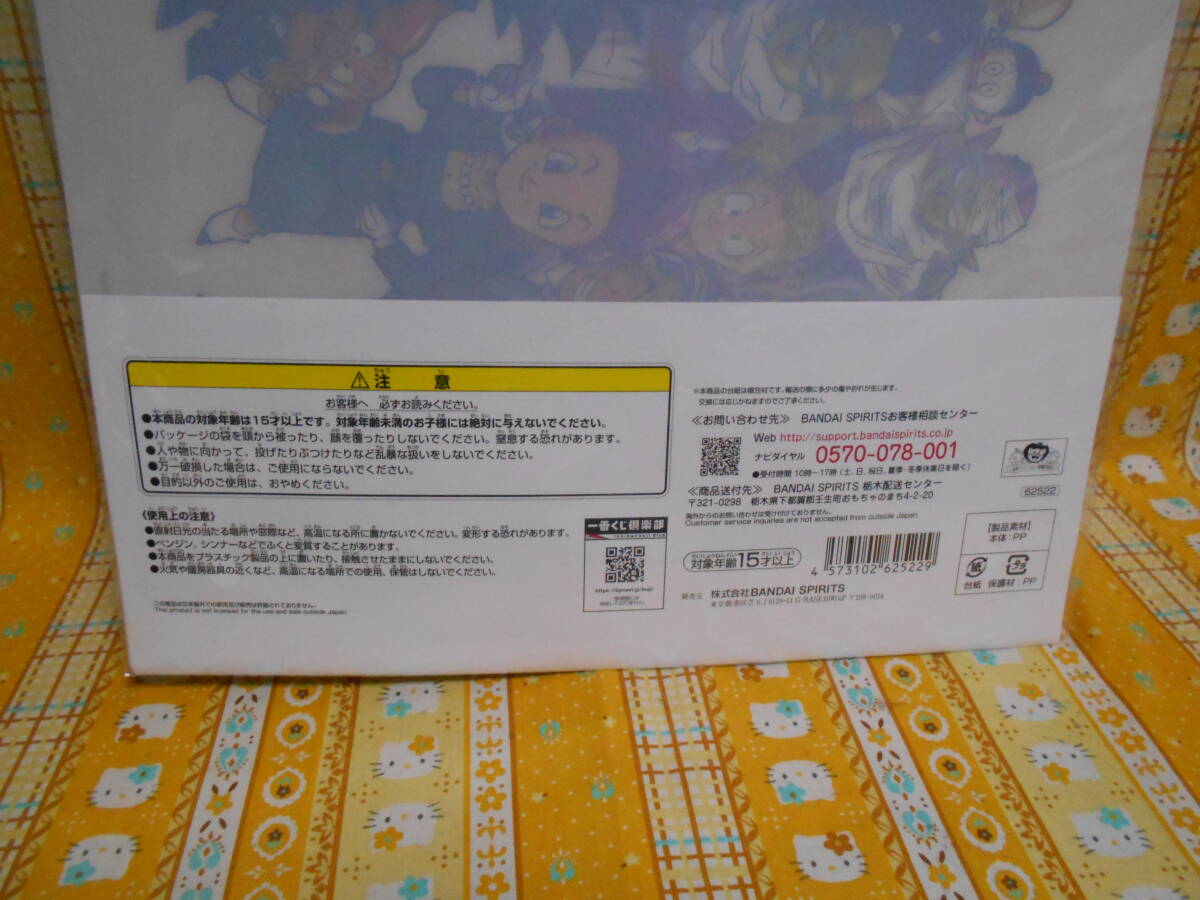 ⚠注意
お客様へ 必ずお読みください。
●本商品の対象年齢は15才以上です。対象年齢未満のお子様には絶対に与えないでください。
●パッケージの袋を頭から被ったり、顔を覆ったりしないでください。窒息する恐れがあります。
●人や物に向かって、投げたりぶつけたりなど乱暴な扱いをしないでください。
●万一破損した場合は、ご使用にならないでください。
●目的以外のご使用は、おやめください。
〈使用上の注意〉
●直射日光の当たる場所や窓際など、高温になる所に置かないでください。変形する恐れがあります。
●ベンジン、シンナーなどでふくと変質することがあります。
●本商品をプラスチック製品の上に置いたり、接触させたままにしないでください。
●火気や暖房器具の近くなど、高温になる場所での使用、保管はしないでください。
この商品は日本国外での使用及び販売は許諾されておりません。
This product is not licensed for the use and sale outside Japan.
一番くじ倶楽部
※本商品の台紙は梱包材です。輸送の際に多少の傷や折れが生じます。
交換には応じかねますのでご了承ください。
≪お問い合わせ先≫ BANDAI SPIRITSお客様相談センター
Web http://support.bandaispirits.co.jp
ナビダイヤル 0570-078-001
●受付時間 10時〜17時(土、日、祝日、夏季・冬季休業日を除く)
≪商品送付先≫ BANDAI SPIRITS 栃木配送センター
〒321-0298 栃木県下都賀郡壬生町おもちゃのまち4-2-20
海外からのお問い合わせは受け付けておりません。
Customer service inquiries are not accepted from outside Japan.
62522
対象年齢15才以上
4 573102 625229
発売元 株式会社BANDAI SPIRITS
【製品素材】
本体:PP
紙 プラ
台紙 保護材:PP